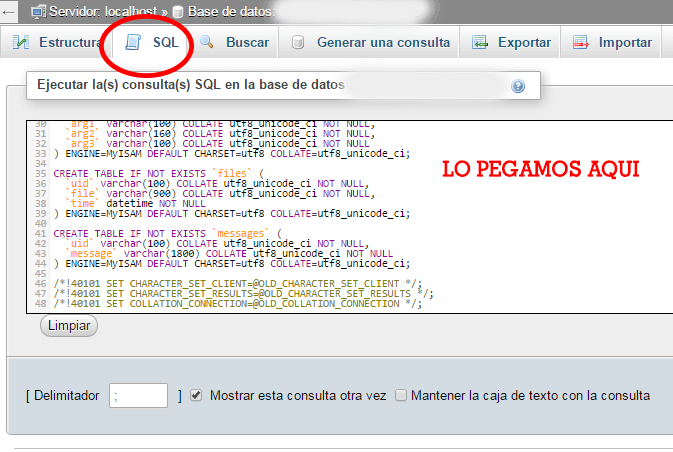 ← Servidor: localhost » Base de datos:
Estructura SQL Buscar Generar una consulta Exportar Importar
Ejecutar la(s) consulta(s) SQL en la base de datos
30 `arg1` varchar(100) COLLATE utf8_unicode_ci NOT NULL,
31 `arg2` varchar(160) COLLATE utf8_unicode_ci NOT NULL,
32 `arg3` varchar(100) COLLATE utf8_unicode_ci NOT NULL
33 ) ENGINE=MyISAM DEFAULT CHARSET=utf8 COLLATE=utf8_unicode_ci;
34
35 CREATE TABLE IF NOT EXISTS `files` (
36 `uid` varchar(100) COLLATE utf8_unicode_ci NOT NULL,
37 `file` varchar(900) COLLATE utf8_unicode_ci NOT NULL,
38 `time` datetime NOT NULL
39 ) ENGINE=MyISAM DEFAULT CHARSET=utf8 COLLATE=utf8_unicode_ci;
40
41 CREATE TABLE IF NOT EXISTS `messages` (
42 `uid` varchar(100) COLLATE utf8_unicode_ci NOT NULL,
43 `message` varchar(1800) COLLATE utf8_unicode_ci NOT NULL
44 ) ENGINE=MyISAM DEFAULT CHARSET=utf8 COLLATE=utf8_unicode_ci;
45
46 /*!40101 SET CHARACTER_SET_CLIENT=@OLD_CHARACTER_SET_CLIENT */;
47 /*!40101 SET CHARACTER_SET_RESULTS=@OLD_CHARACTER_SET_RESULTS */;
48 /*!40101 SET COLLATION_CONNECTION=@OLD_COLLATION_CONNECTION */;
LO PEGAMOS AQUI
Limpiar
[ Delimitador ; ] Mostrar esta consulta otra vez Mantener la caja de texto con la consulta